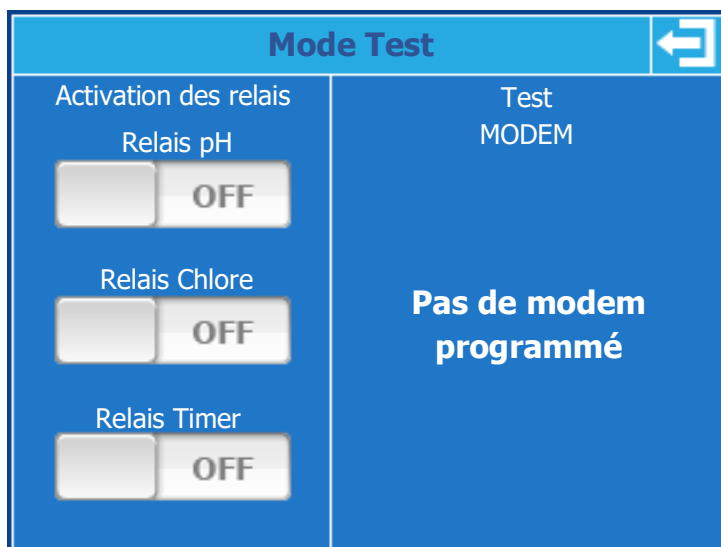 Mode Test
Activation des relais
Relais pH
OFF
Relais Chlore
OFF
Relais Timer
OFF
Test
MODEM
Pas de modem
programmé